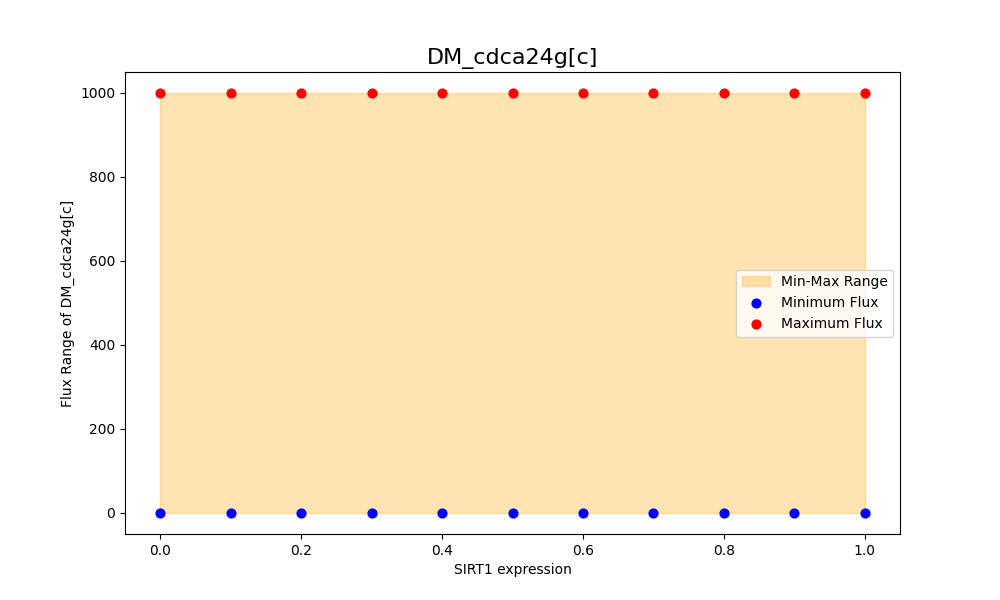 DM_cdca24g[c]
Flux Range of DM_cdca24g[c]
1000
800
600
400
200
0
Min-Max Range
Minimum Flux
Maximum Flux
0.0 0.2 0.4 0.6 0.8 1.0
SIRT1 expression